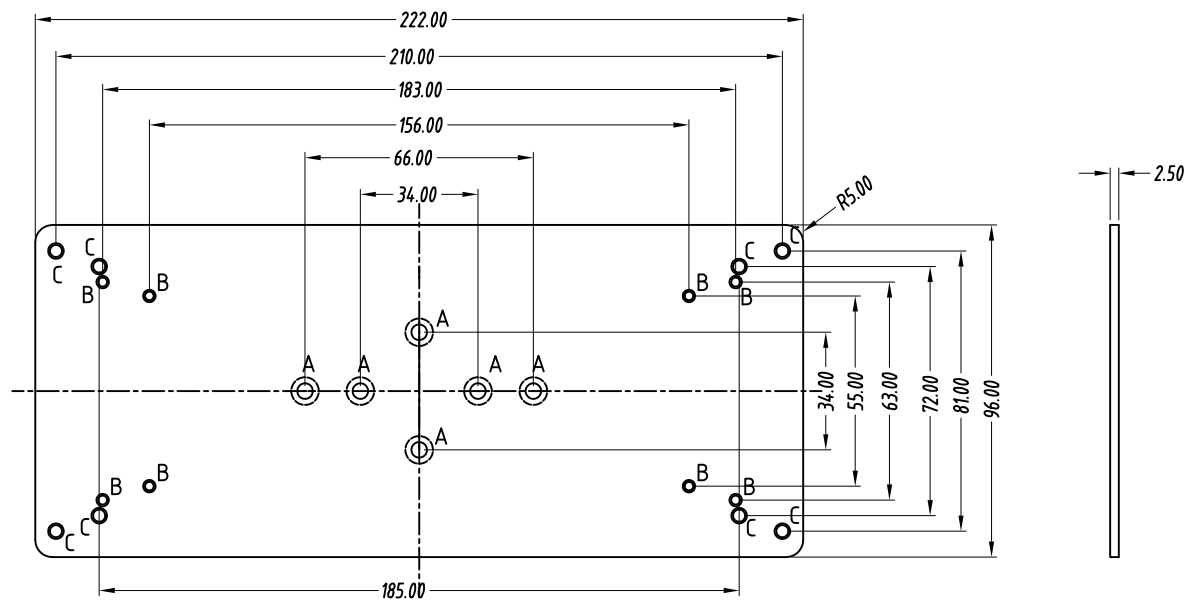 222.00
210.00
183.00
156.00
66.00
34.00
R5.00
2.50
C C C C
B B B B
A
A A A A
A
34.00 55.00 63.00 72.00 81.00 96.00
B B B B
C C C C
185.00